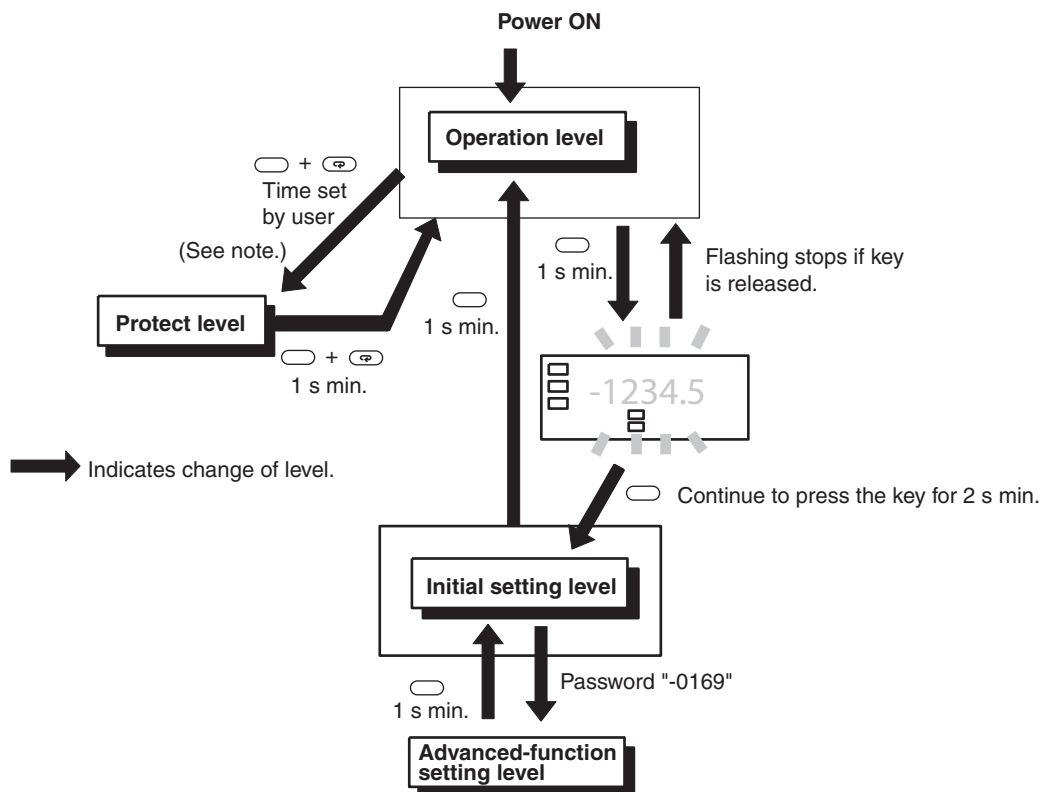 Power ON
Operation level
+
Time set
by user
(See note.)
1 s min.
Flashing stops if key
is released.
1 s min.
Protect level
+
1 s min.
-1234.5
Indicates change of level.
Continue to press the key for 2 s min.
Initial setting level
Password "-0169"
1 s min.
Advanced-function
setting level